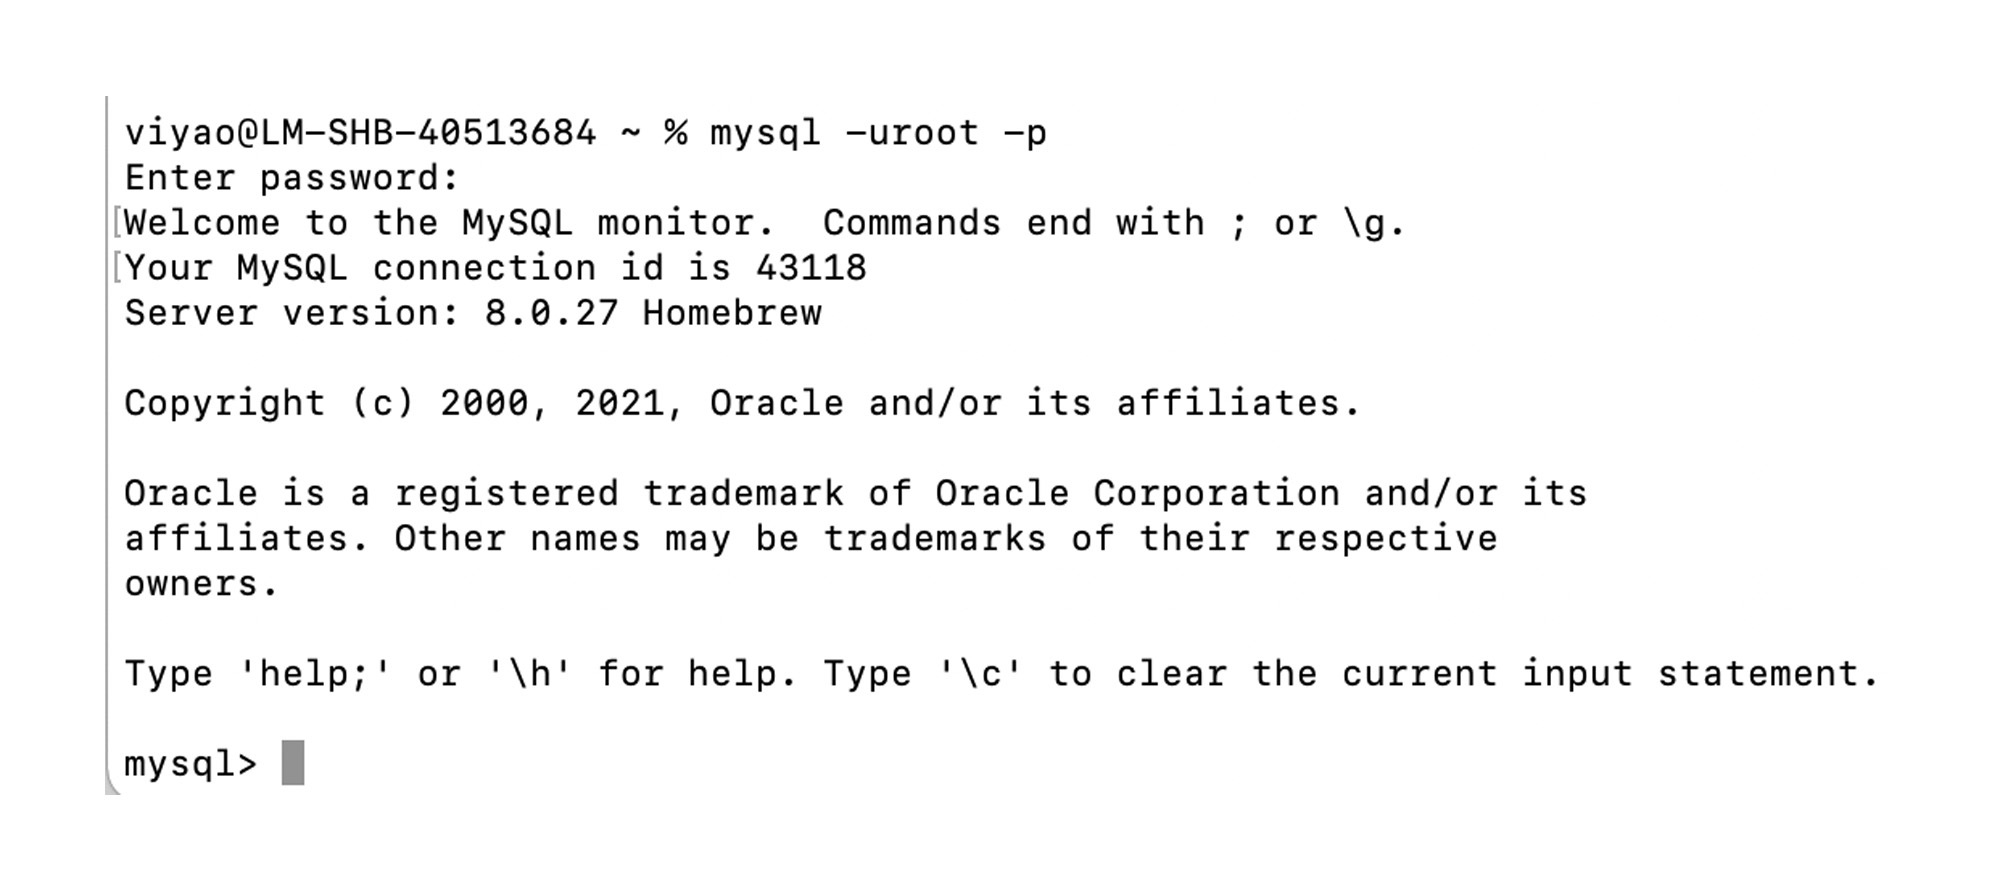 viyao@LM-SHB-40513684 ~ % mysql -uroot -p
Enter password:
[Welcome to the MySQL monitor.  Commands end with ; or \g.
[Your MySQL connection id is 43118
Server version: 8.0.27 Homebrew
Copyright (c) 2000, 2021, Oracle and/or its affiliates.
Oracle is a registered trademark of Oracle Corporation and/or its
affiliates. Other names may be trademarks of their respective
owners.
Type 'help;' or '\h' for help. Type '\c' to clear the current input statement.
mysql>